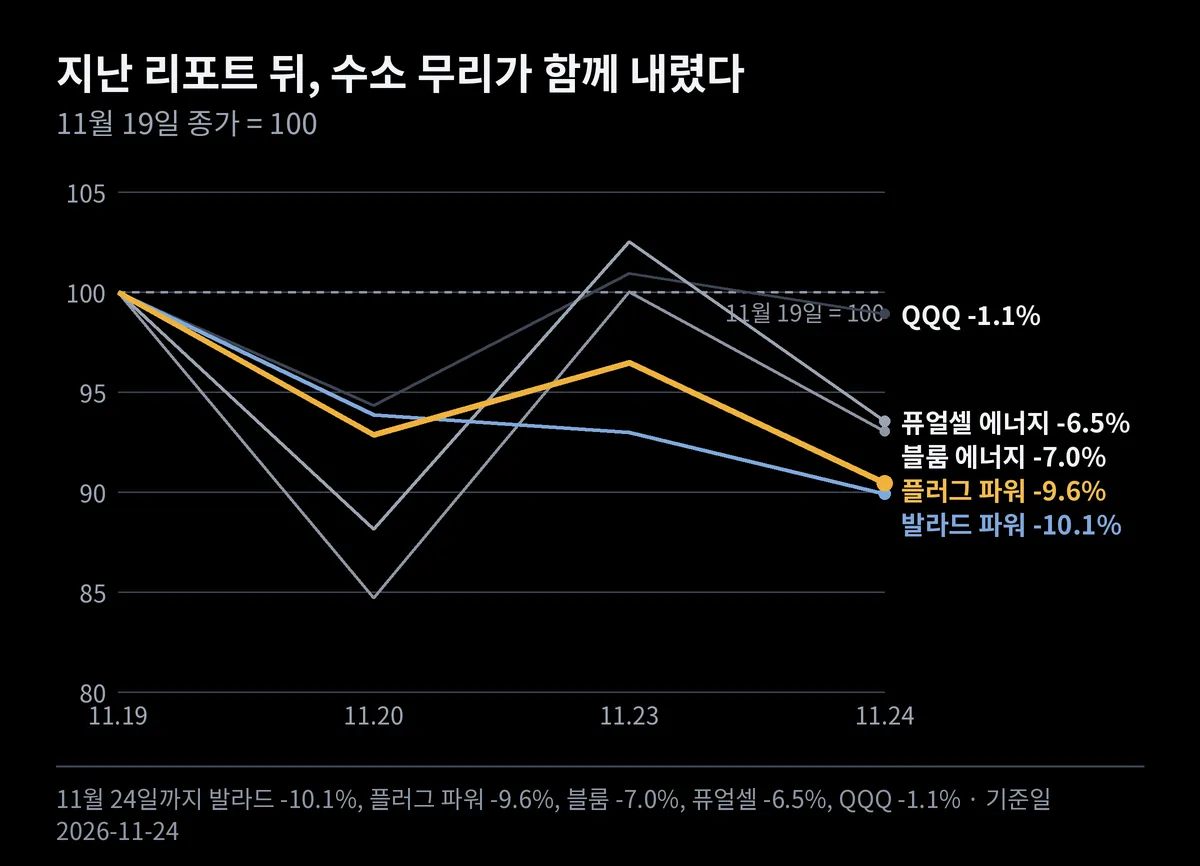 지난 리포트 뒤, 수소 무리가 함께 내렸다
11월 19일 종가 = 100
105
100
11월 19일 = 100
QQQ -1.1%
95
퓨얼셀 에너지 -6.5%
블룸 에너지 -7.0%
90
플러그 파워 -9.6%
발라드 파워 -10.1%
85
80
11.19 11.20 11.23 11.24
11월 24일까지 발라드 -10.1%, 플러그 파워 -9.6%, 블룸 -7.0%, 퓨얼셀 -6.5%, QQQ -1.1% · 기준일
2026-11-24